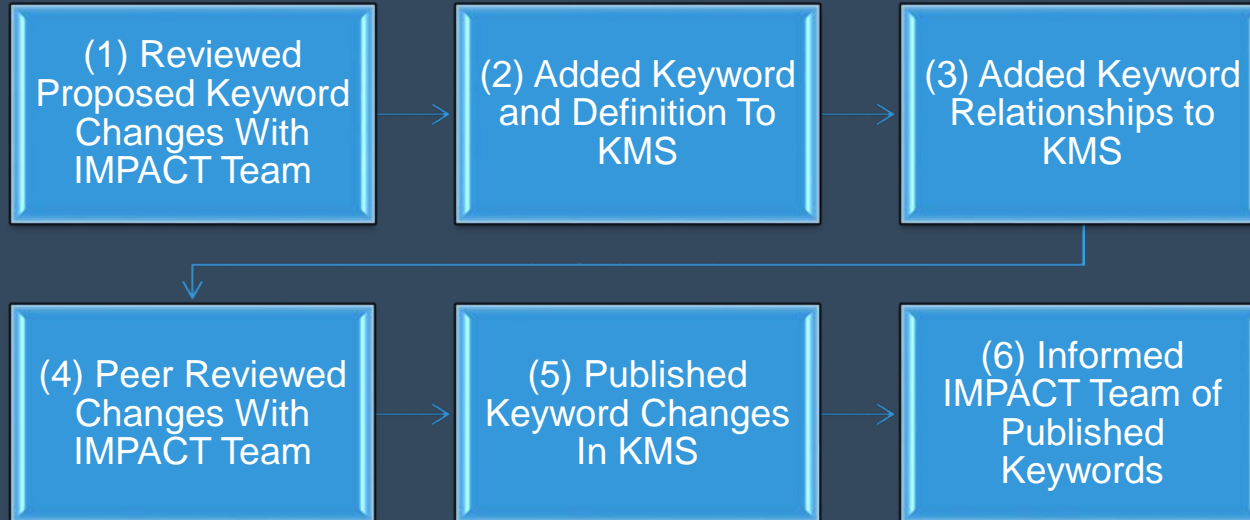 (1) Reviewed
Proposed Keyword
Changes With
IMPACT Team
(2) Added Keyword
and Definition To
KMS
(3) Added Keyword
Relationships to
KMS
(4) Peer Reviewed
Changes With
IMPACT Team
(5) Published
Keyword Changes
In KMS
(6) Informed
IMPACT Team of
Published
Keywords